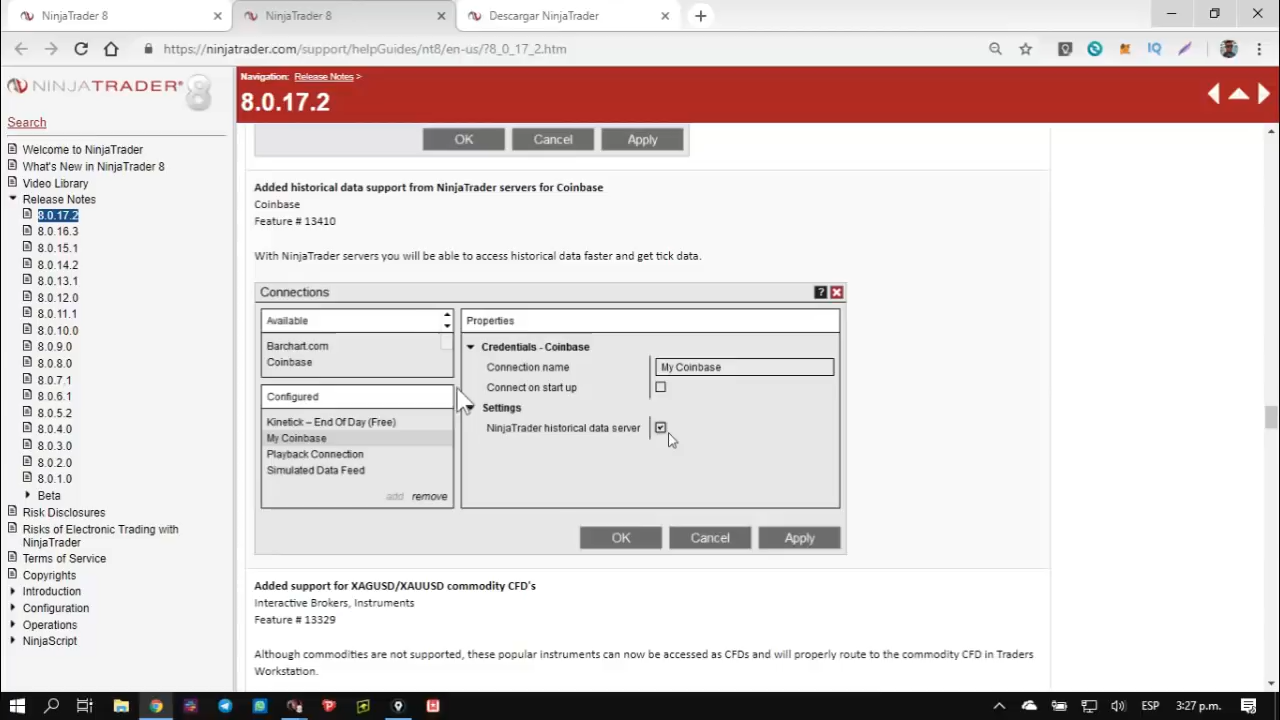 NinjaTrader 8
NinjaTrader 8
Descargar NinjaTrader
https://ninjatrader.com/support/helpGuides/nt8/en-us/?8_0_17_2.htm
IQ
NINJATRADER® 8
Search
Welcome to NinjaTrader
What's New in NinjaTrader 8
Video Library
Release Notes
8.0.17.2
8.0.16.3
8.0.15.1
8.0.14.2
8.0.13.1
8.0.12.0
8.0.11.1
8.0.10.0
8.0.9.0
8.0.8.0
8.0.7.1
8.0.6.1
8.0.5.2
8.0.4.0
8.0.3.0
8.0.2.0
8.0.1.0
Beta
Risk Disclosures
Risks of Electronic Trading with
NinjaTrader
Terms of Service
Copyrights
Introduction
Configuration
Operations
NinjaScript
Navigation: Release Notes >
8.0.17.2
OK Cancel Apply
Added historical data support from NinjaTrader servers for Coinbase
Coinbase
Feature # 13410
With NinjaTrader servers you will be able to access historical data faster and get tick data.
Connections
?
Available
Barchart.com
Coinbase
Configured
Kinetick – End Of Day (Free)
My Coinbase
Playback Connection
Simulated Data Feed
add remove
Properties
Credentials - Coinbase
Connection name My Coinbase
Connect on start up
Settings
NinjaTrader historical data server
OK Cancel Apply
Added support for XAGUSD/XAUUSD commodity CFD's
Interactive Brokers, Instruments
Feature # 13329
Although commodities are not supported, these popular instruments can now be accessed as CFDs and will properly route to the commodity CFD in Traders
Workstation.
ESP 3:27 p.m.